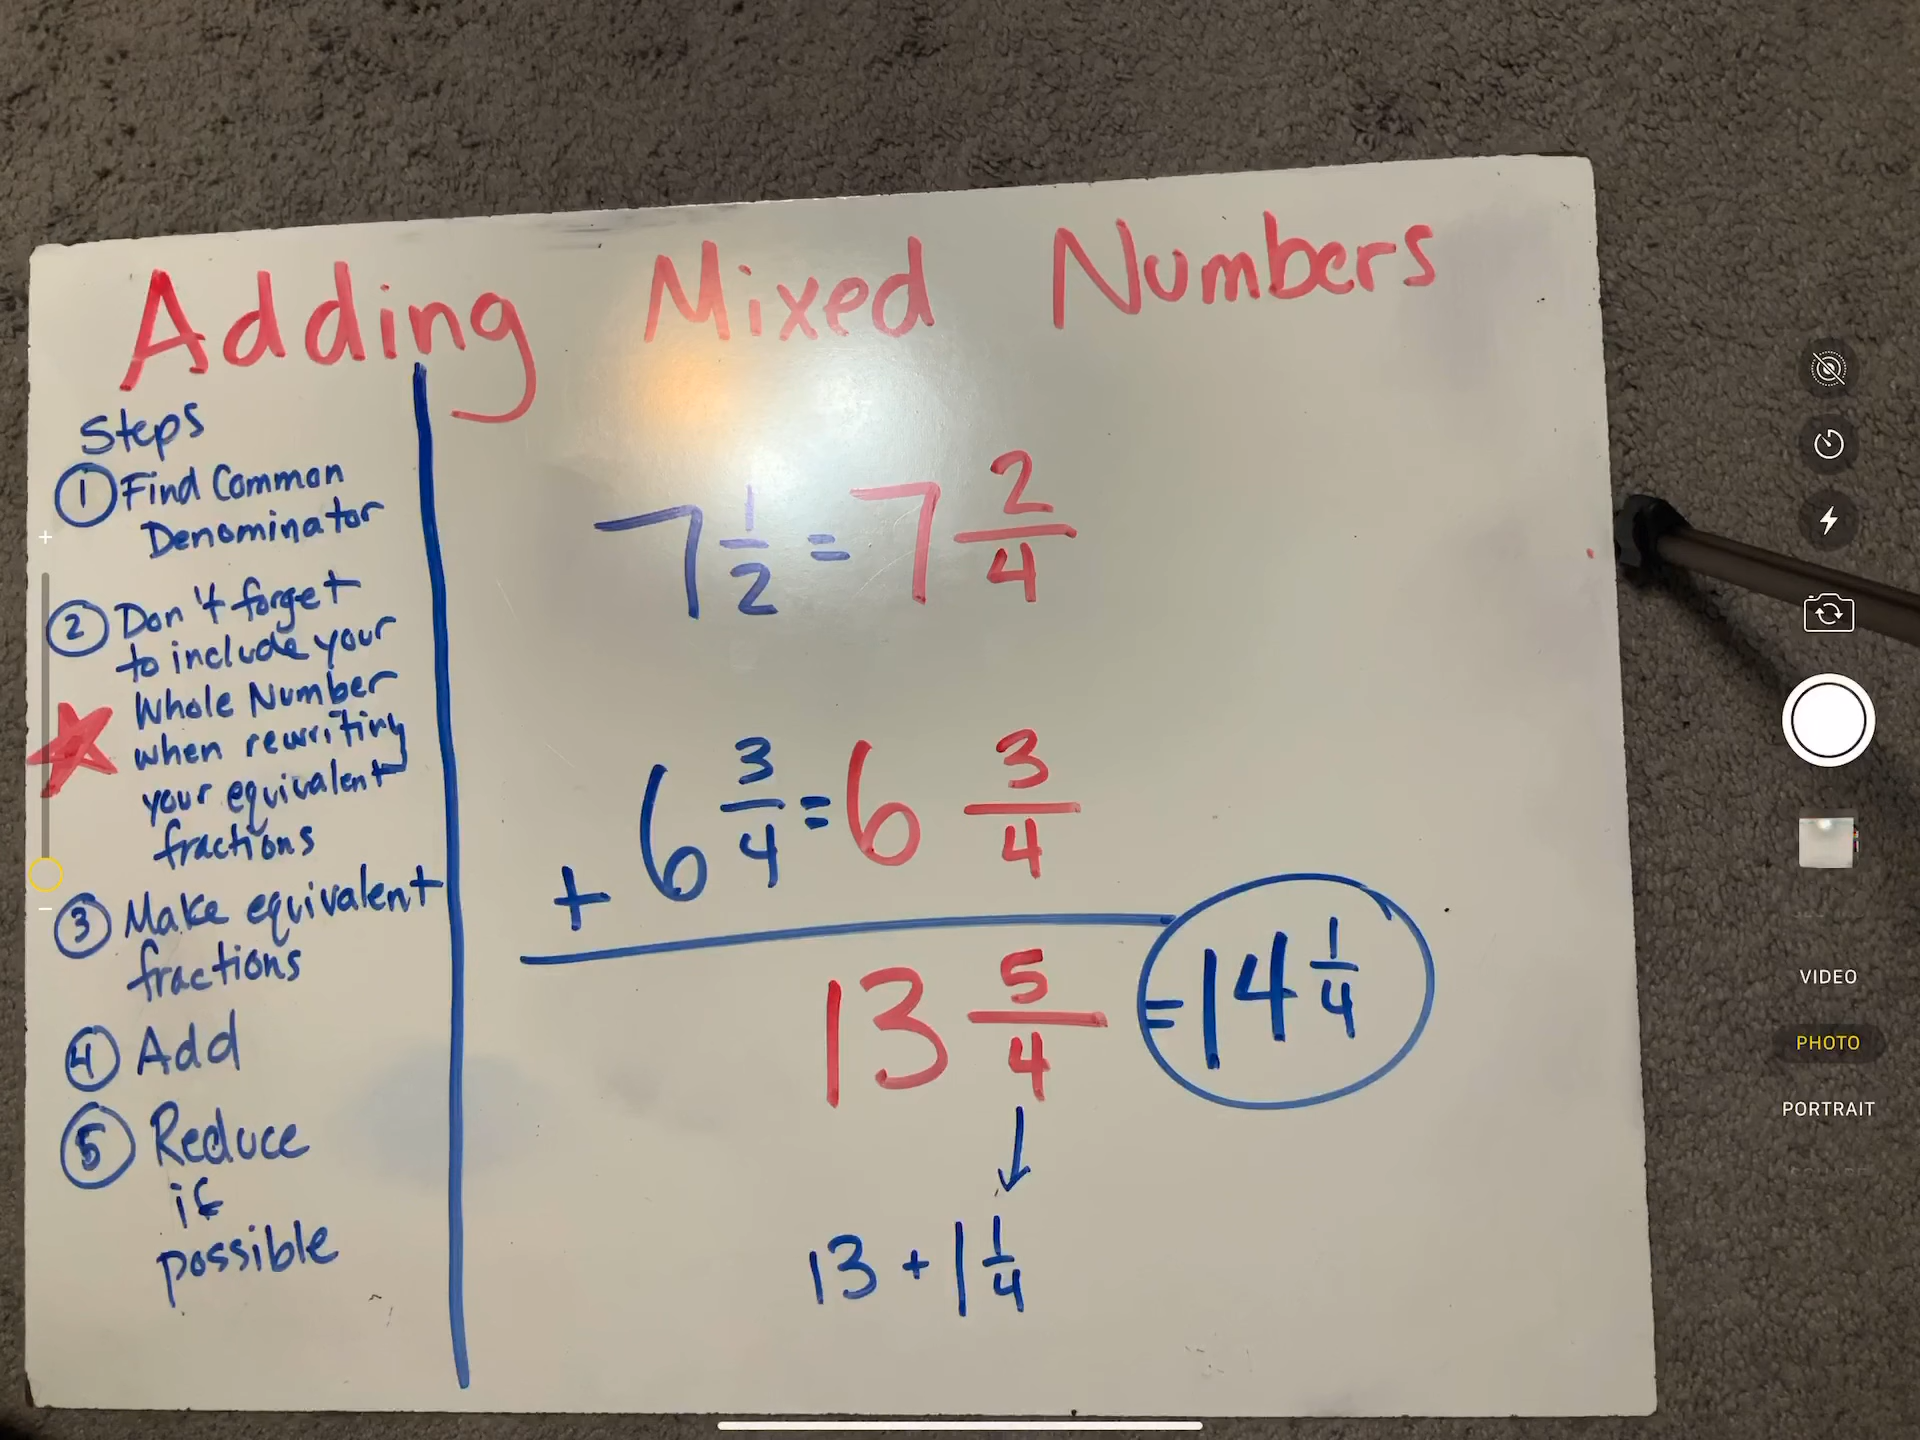 Adding Mixed Numbers
Steps
① Find Common
Denominator
② Don't forget
to include your
Whole Number
when rewriting
your equivalent
fractions
③ Make equivalent
fractions
④ Add
⑤ Reduce
if
possible
7 1/2 = 7 2/4
+ 6 3/4 = 6 3/4
13 5/4 = 14 1/4
13 + 1 1/4
VIDEO
PHOTO
PORTRAIT